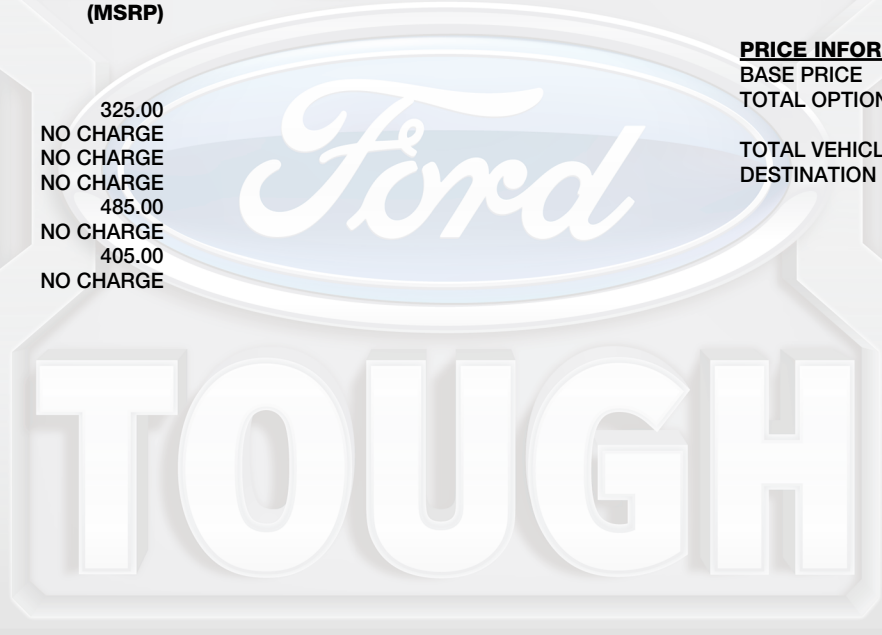 (MSRP)
325.00
NO CHARGE
NO CHARGE
NO CHARGE
485.00
NO CHARGE
405.00
NO CHARGE
PRICE INFOR
BASE PRICE
TOTAL OPTION
TOTAL VEHICL
DESTINATION
Ford
TOUGH